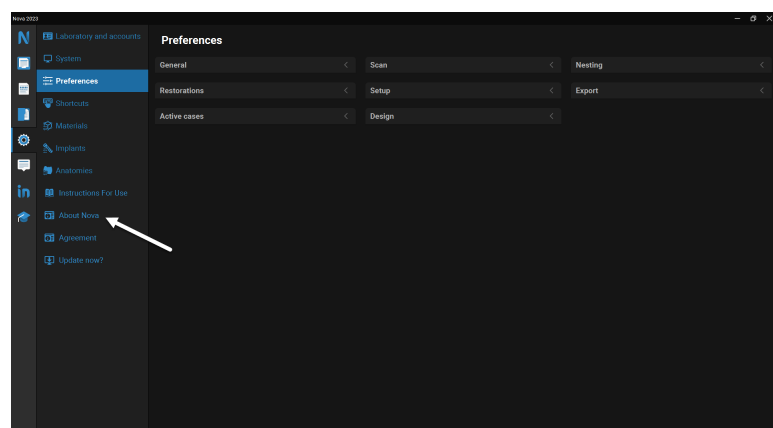 Nova 2023
N
Laboratory and accounts
System
Preferences
Shortcuts
Materials
Implants
Anatomies
Instructions For Use
About Nova
Agreement
Update now?
in
Preferences
General
Scan
Nesting
Restorations
Setup
Export
Active cases
Design